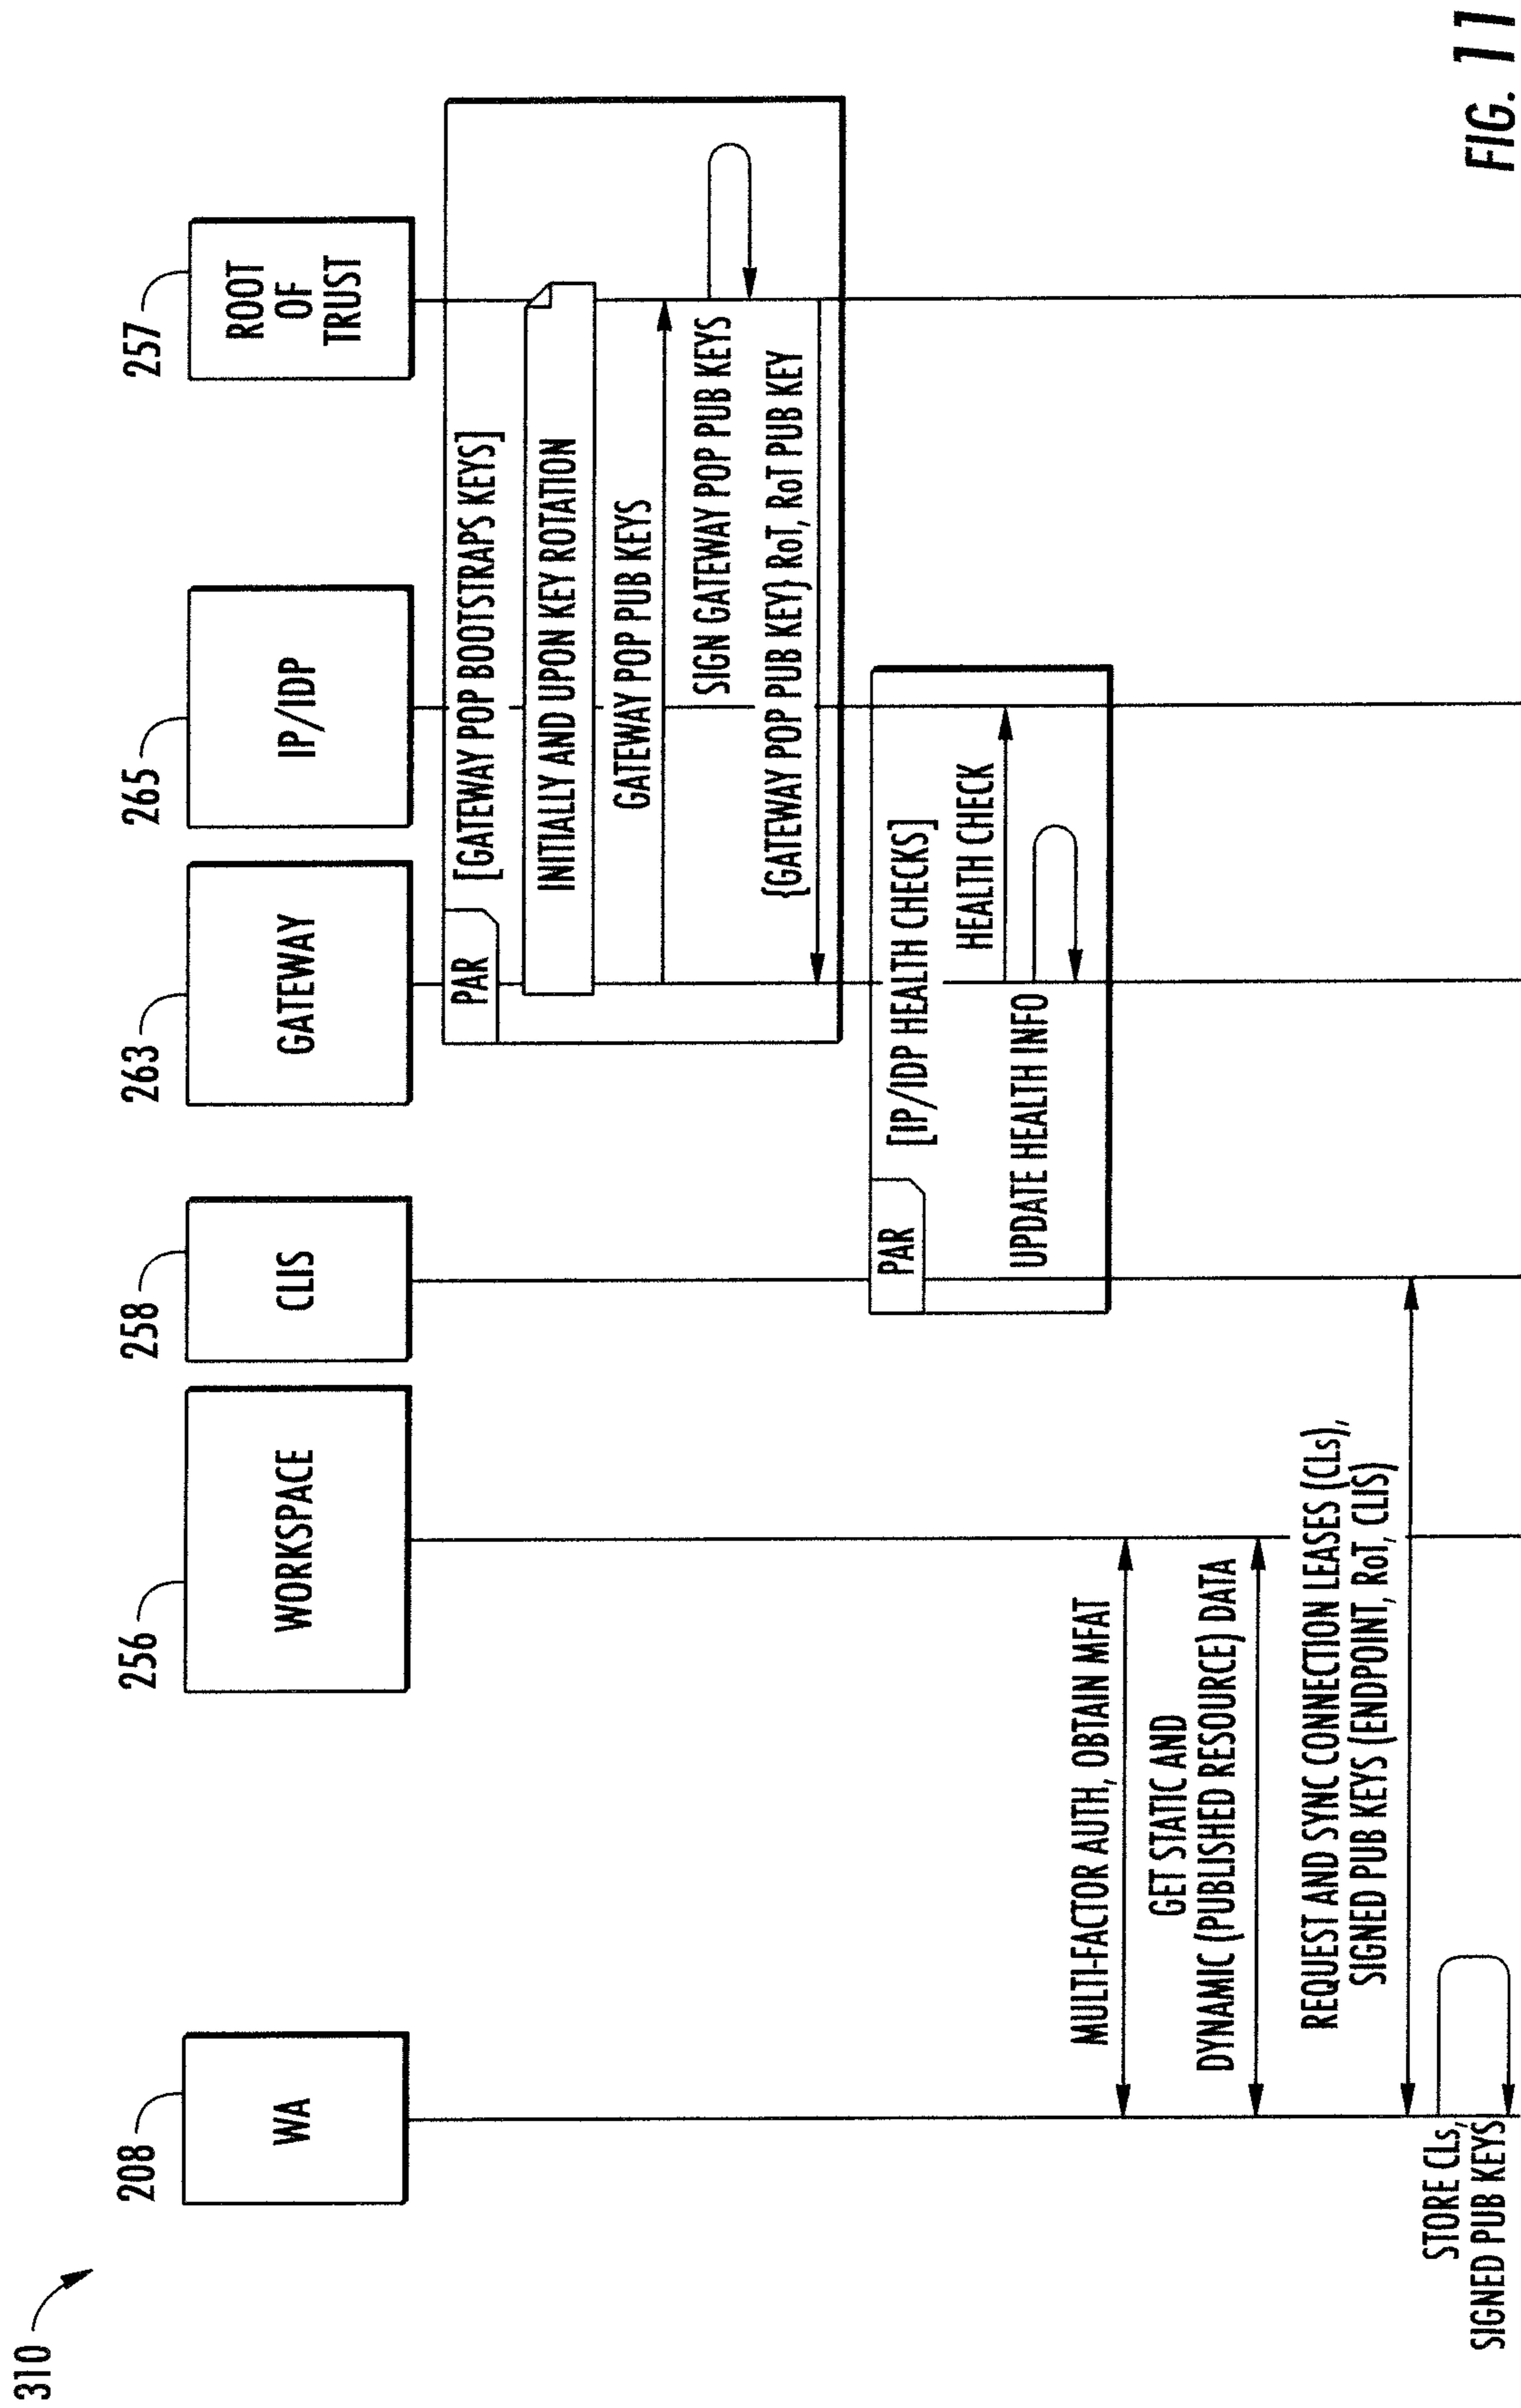 310
208
256
258
263
265
257
WA
WORKSPACE
CLIS
GATEWAY
IP/IDP
ROOT
OF
TRUST
PAR
[GATEWAY POP BOOTSTRAPS KEYS]
INITIALLY AND UPON KEY ROTATION
GATEWAY POP PUB KEYS
SIGN GATEWAY POP PUB KEYS
{GATEWAY POP PUB KEY} RoT, RoT PUB KEY
PAR
[IP/IDP HEALTH CHECKS]
HEALTH CHECK
UPDATE HEALTH INFO
MULTI-FACTOR AUTH, OBTAIN MFAT
GET STATIC AND
DYNAMIC (PUBLISHED RESOURCE) DATA
REQUEST AND SYNC CONNECTION LEASES (CLs),
SIGNED PUB KEYS (ENDPOINT, RoT, CLIS)
STORE CLs,
SIGNED PUB KEYS
FIG. 11